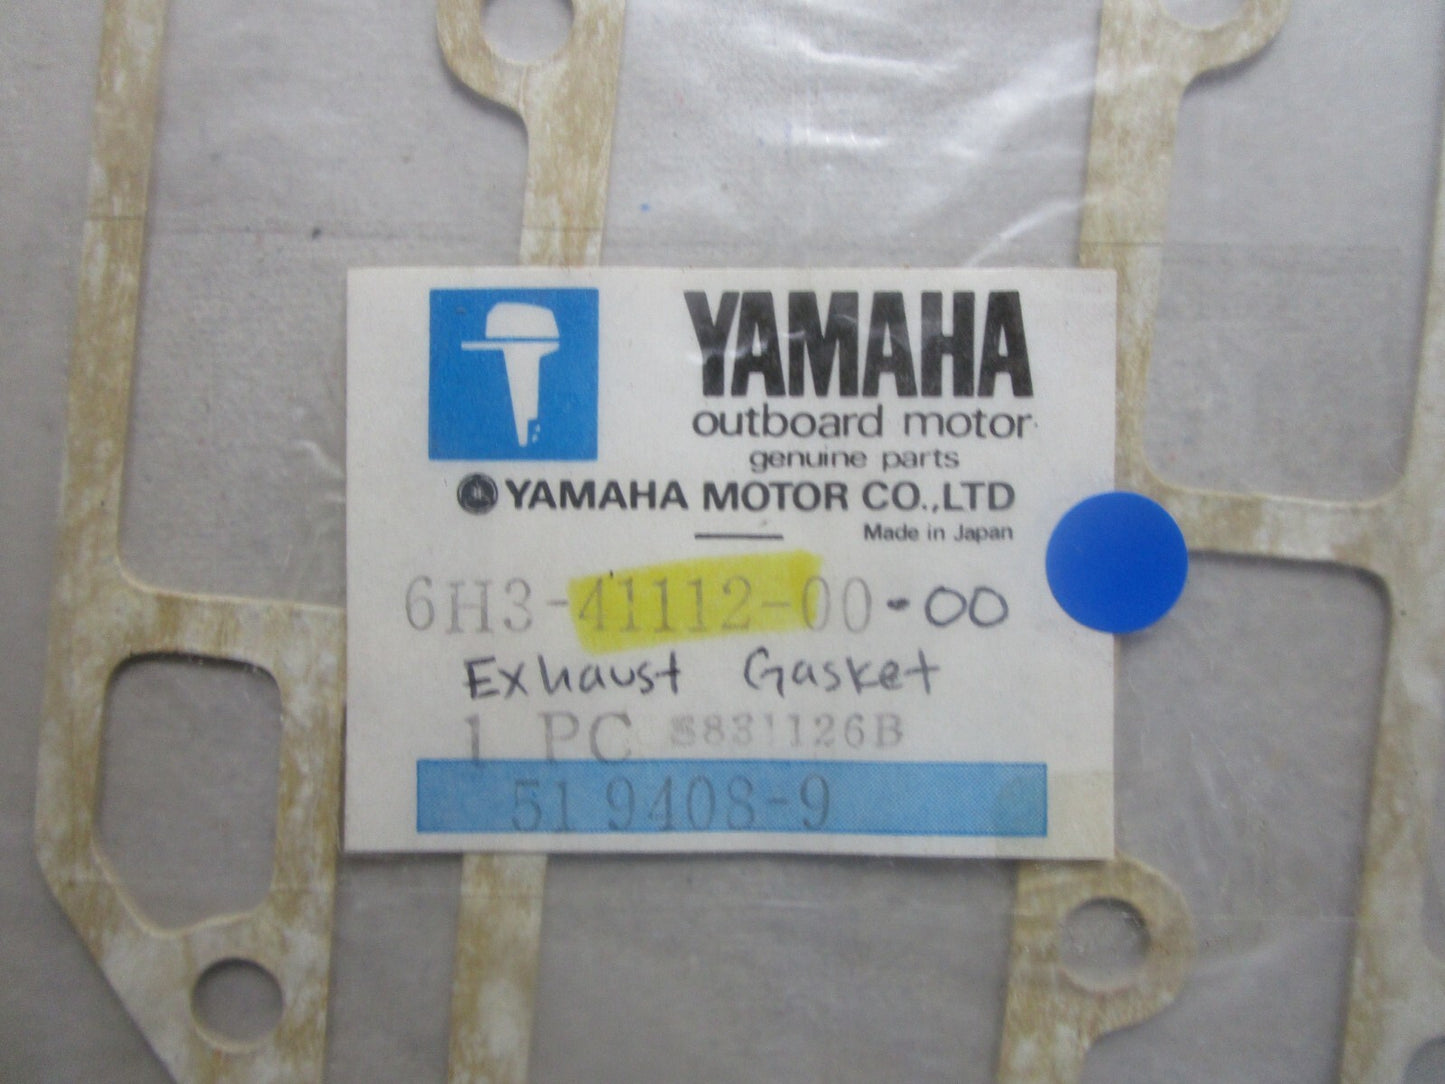 YAMAHA
outboard motor
genuine parts
YAMAHA MOTOR CO.,LTD
Made in Japan
6H3-41112-00-00
Exhaust Gasket
1 PC S831126B
51 9408-9